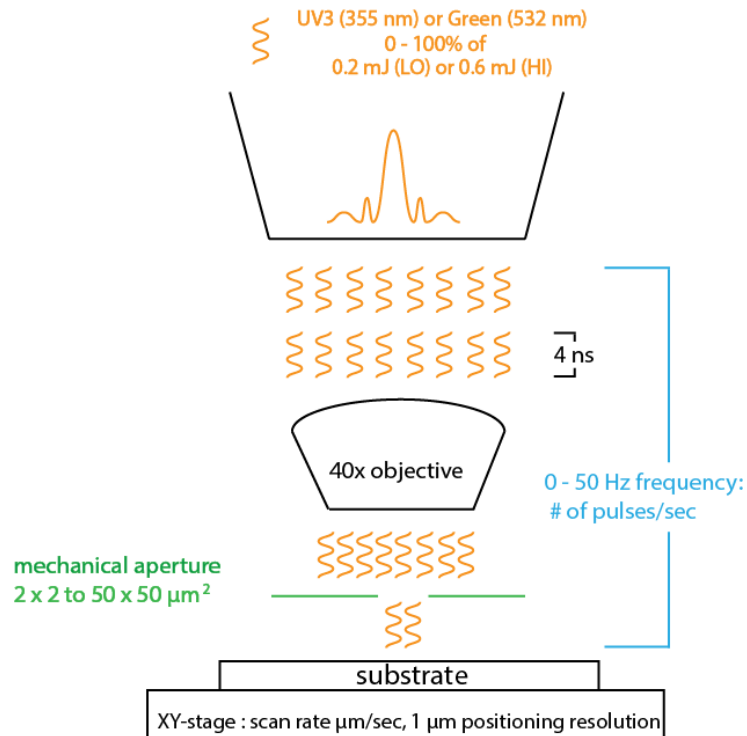 UV3 (355 nm) or Green (532 nm)
0 - 100% of
0.2 mJ (LO) or 0.6 mJ (HI)
4 ns
40x objective
0 - 50 Hz frequency:
# of pulses/sec
mechanical aperture
2 x 2 to 50 x 50 µm²
substrate
XY-stage : scan rate µm/sec, 1 µm positioning resolution